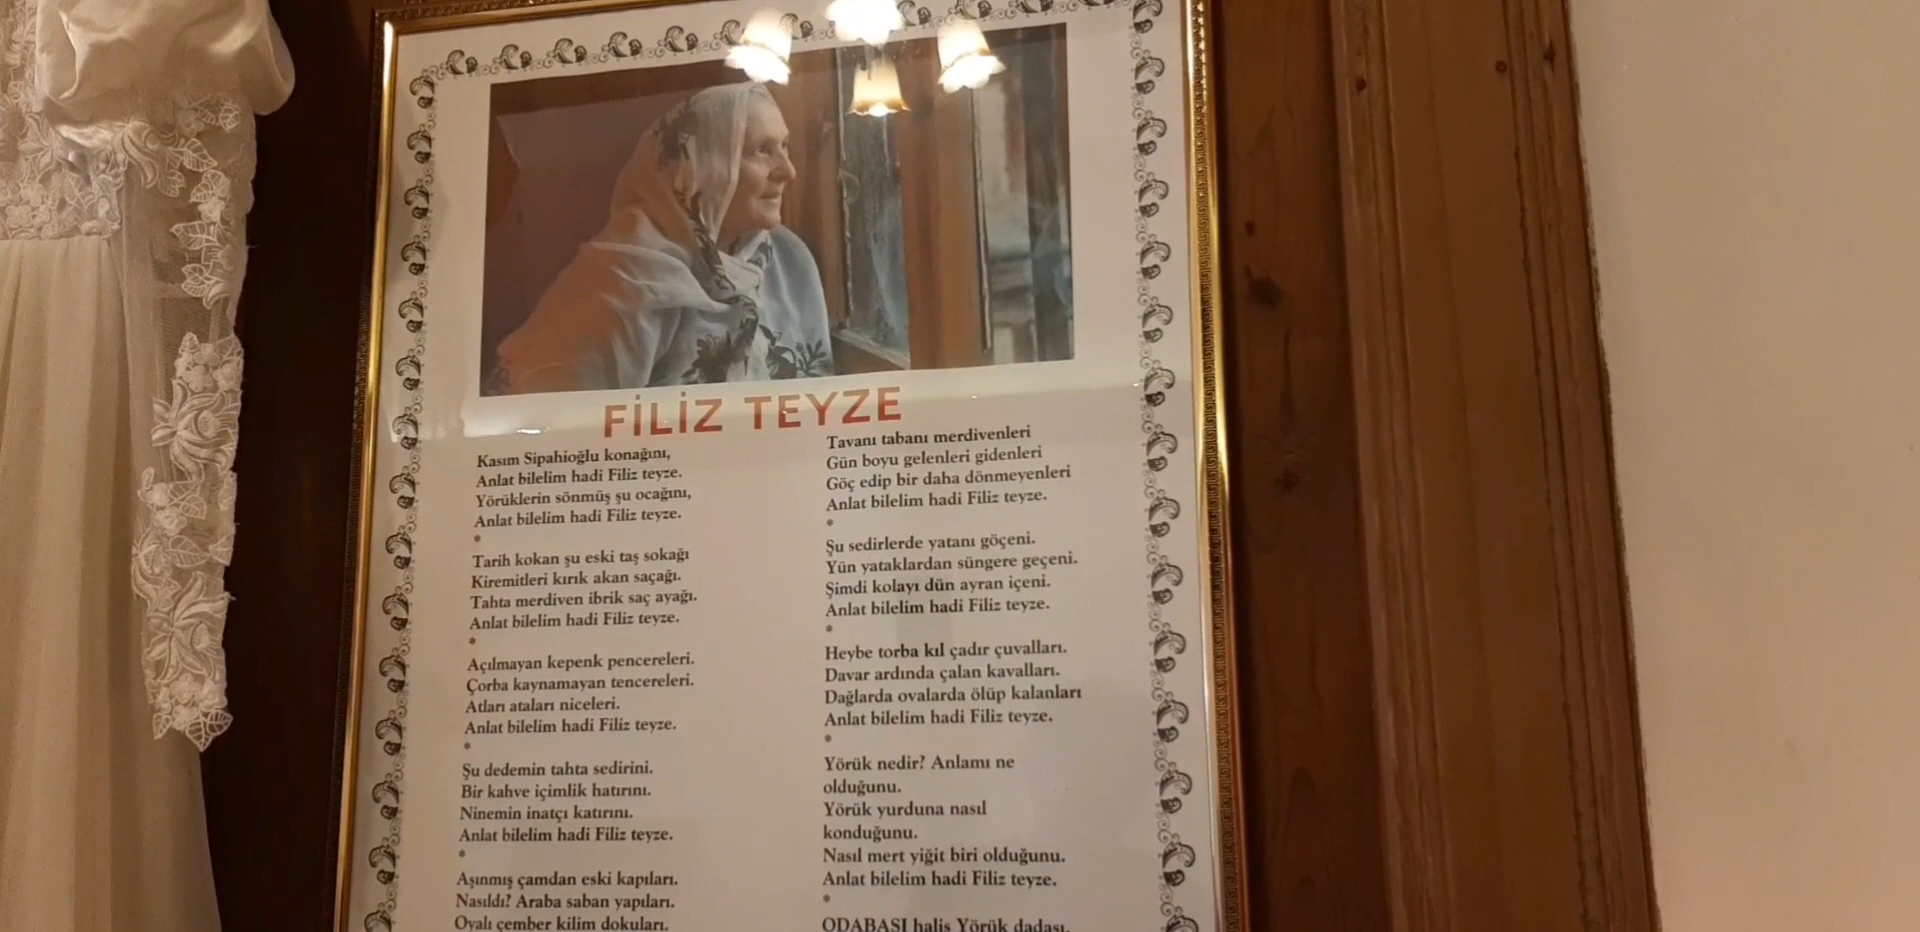 FİLİZ TEYZE
Kasım Sipahioğlu konağını,
Anlat bilelim hadi Filiz teyze.
Yörüklerin sönmüş şu ocağını,
Anlat bilelim hadi Filiz teyze.
*
Tarih kokan şu eski taş sokağı
Kiremitleri kırık akan saçağı.
Tahta merdiven ibrik saç ayağı.
Anlat bilelim hadi Filiz teyze.
*
Açılmayan kepenk pencereleri.
Çorba kaynamayan tencereleri.
Atları ataları niceleri.
Anlat bilelim hadi Filiz teyze.
*
Şu dedemin tahta sedirini.
Bir kahve içimlik hatırını.
Ninemin inatçı katırını.
Anlat bilelim hadi Filiz teyze.
*
Aşınmış çamdan eski kapıları.
Nasıldı? Araba saban yapıları.
Oyalı çember kilim dokuları.
Tavanı tabanı merdivenleri
Gün boyu gelenleri gidenleri
Göç edip bir daha dönmeyenleri
Anlat bilelim hadi Filiz teyze.
*
Şu sedirlerde yatanı göçeni.
Yün yataklardan süngere geçeni.
Şimdi kolayı dün ayran içeni.
Anlat bilelim hadi Filiz teyze.
*
Heybe torba kıl çadır çuvalları.
Davar ardında çalan kavalları.
Dağlarda ovalarda ölüp kalanları
Anlat bilelim hadi Filiz teyze.
*
Yörük nedir? Anlamı ne
olduğunu.
Yörük yurduna nasıl
konduğunu.
Nasıl mert yiğit biri olduğunu.
Anlat bilelim hadi Filiz teyze.
*
ODABAŞI halis Yörük dadaşı.